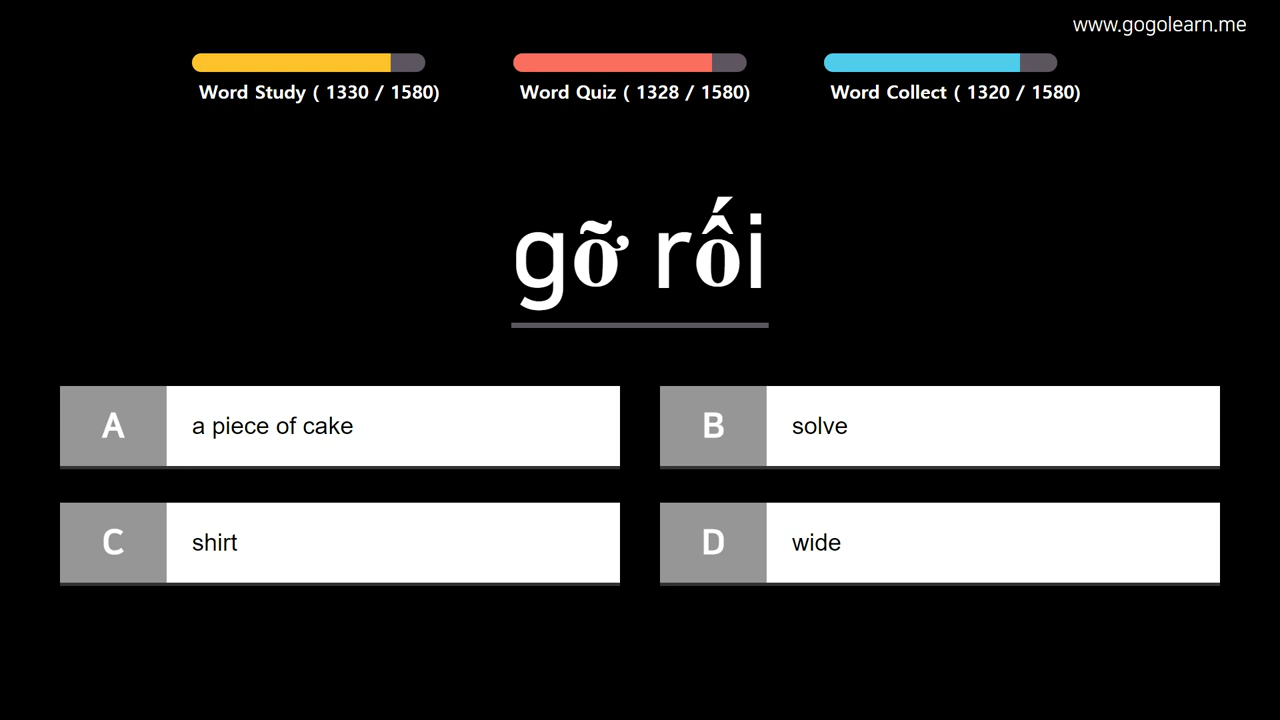 www.gogolearn.me
Word Study ( 1330 / 1580)
Word Quiz ( 1328 / 1580)
Word Collect ( 1320 / 1580)
gỡ rối
A a piece of cake
B solve
C shirt
D wide